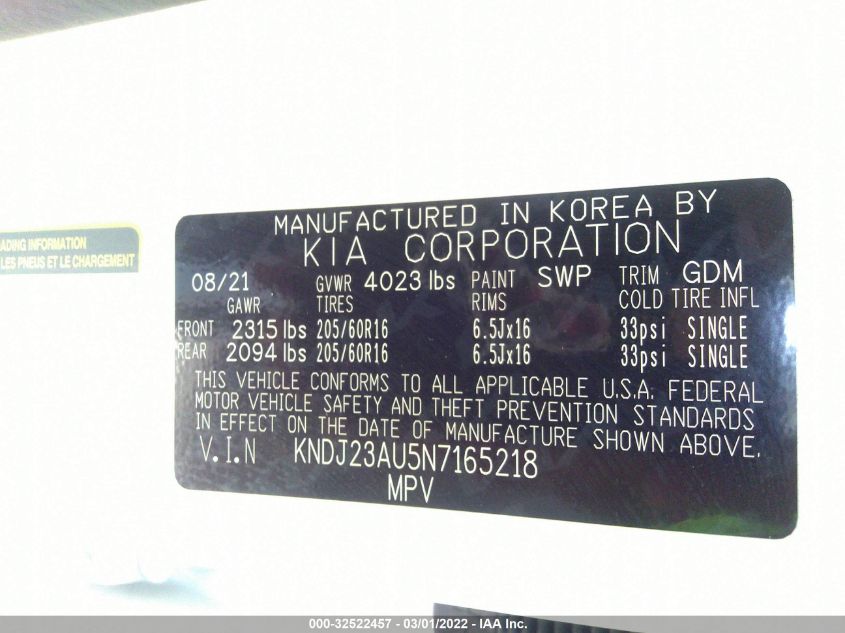 ADING INFORMATION
LES PNEUS ET LE CHARGEMENT
MANUFACTURED IN KOREA BY
KIA CORPORATION
08/21 GVWR 4023 lbs PAINT SWP TRIM GDM
GAWR TIRES RIMS COLD TIRE INFL
FRONT 2315 lbs 205/60R16 6.5Jx16 33psi SINGLE
REAR 2094 lbs 205/60R16 6.5Jx16 33psi SINGLE
THIS VEHICLE CONFORMS TO ALL APPLICABLE U.S.A. FEDERAL
MOTOR VEHICLE SAFETY AND THEFT PREVENTION STANDARDS
IN EFFECT ON THE DATE OF MANUFACTURE SHOWN ABOVE.
V.I.N KNDJ23AU5N7165218
MPV
000-32522457 - 03/01/2022 - IAA Inc.